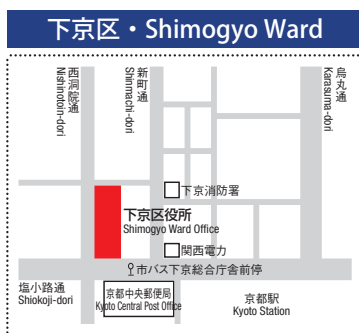 下京区・Shimogyo Ward
西洞院通
Nishinotoin-dori
新町通
Shinmachi-dori
烏丸通
Karasuma-dori
下京消防署
下京区役所
Shimogyo Ward Office
関西電力
市バス下京総合庁舎前停
塩小路通
Shiokoji-dori
京都中央郵便局
Kyoto Central Post Office
京都駅
Kyoto Station